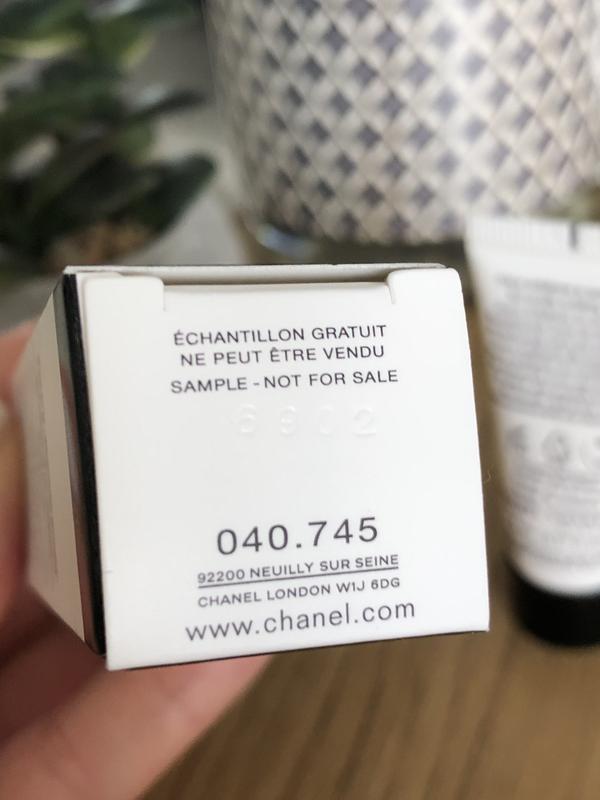 ÉCHANTILLON GRATUIT
NE PEUT ÊTRE VENDU
SAMPLE - NOT FOR SALE
6902
040.745
92200 NEUILLY SUR SEINE
CHANEL LONDON W1J 6DG
www.chanel.com